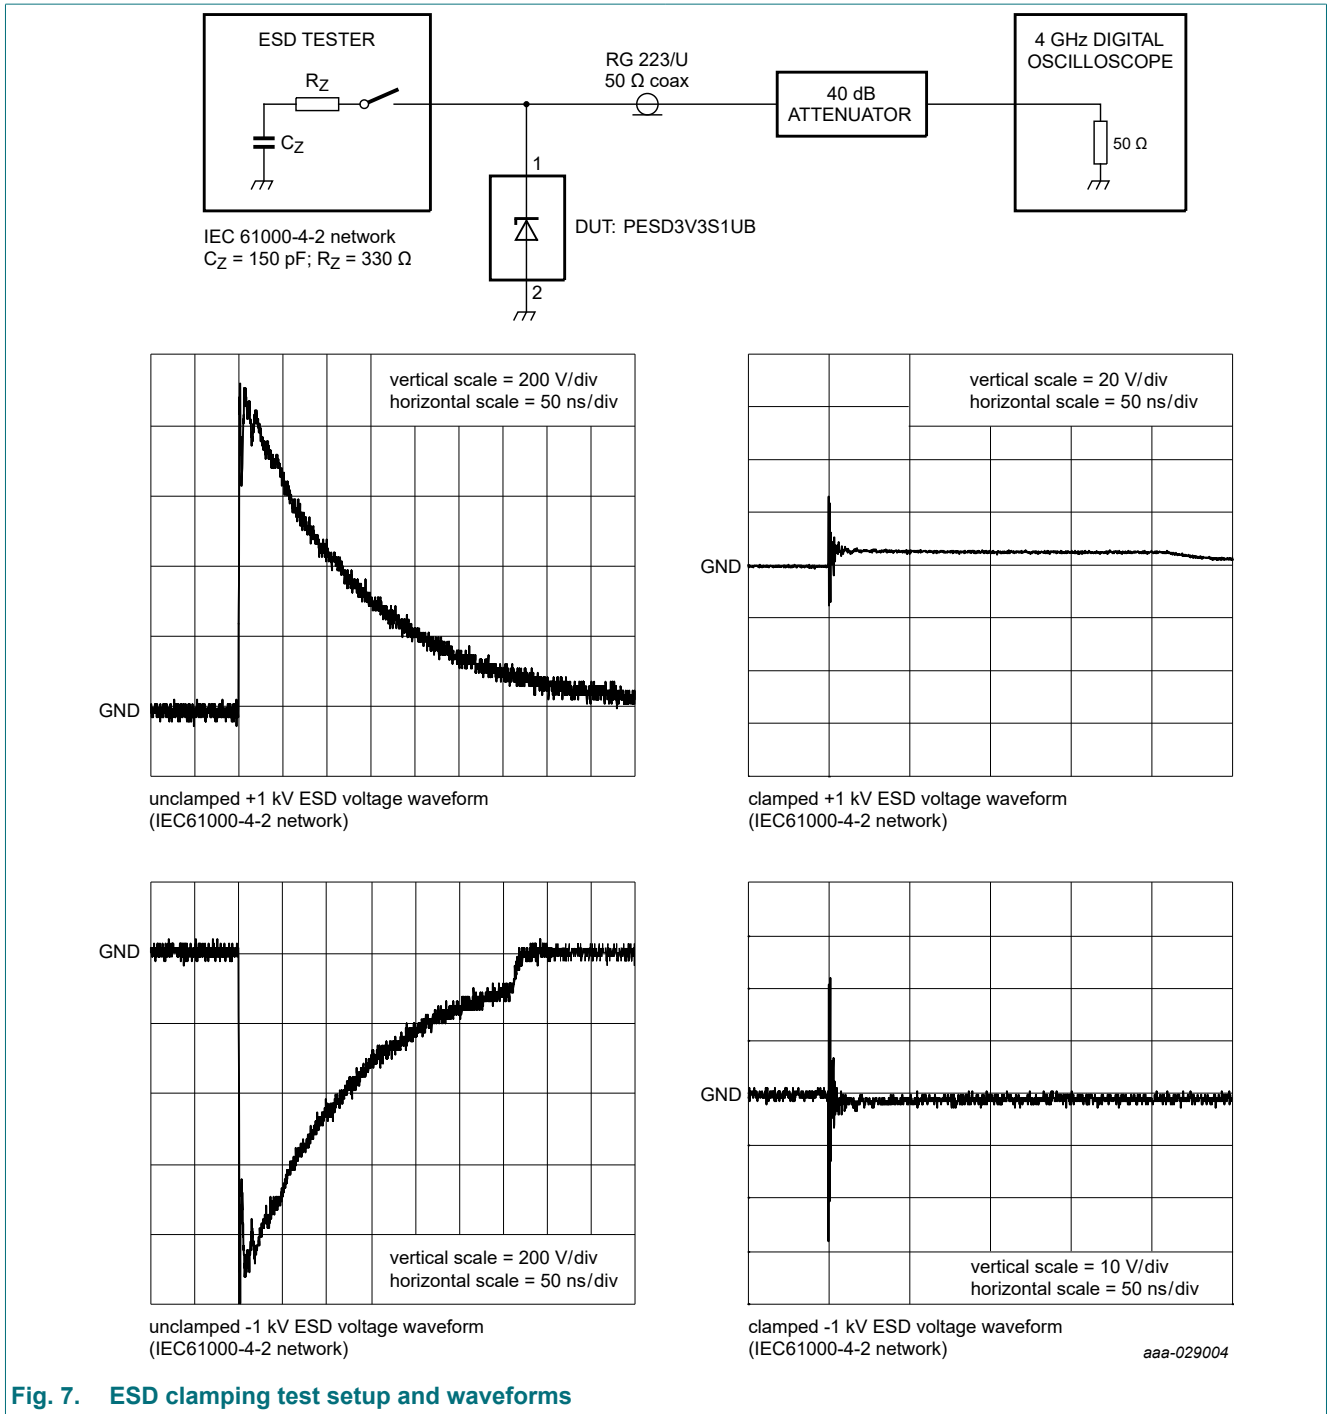 ESD TESTER
RZ
CZ
IEC 61000-4-2 network
CZ = 150 pF; RZ = 330 Ω
RG 223/U
50 Ω coax
40 dB
ATTENUATOR
4 GHz DIGITAL
OSCILLOSCOPE
50 Ω
1
DUT: PESD3V3S1UB
2
vertical scale = 200 V/div
horizontal scale = 50 ns/div
GND
unclamped +1 kV ESD voltage waveform
(IEC61000-4-2 network)
vertical scale = 20 V/div
horizontal scale = 50 ns/div
GND
clamped +1 kV ESD voltage waveform
(IEC61000-4-2 network)
GND
vertical scale = 200 V/div
horizontal scale = 50 ns/div
unclamped -1 kV ESD voltage waveform
(IEC61000-4-2 network)
GND
vertical scale = 10 V/div
horizontal scale = 50 ns/div
clamped -1 kV ESD voltage waveform
(IEC61000-4-2 network)
aaa-029004
Fig. 7. ESD clamping test setup and waveforms